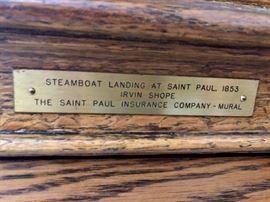 STEAMBOAT LANDING AT SAINT PAUL, 1853
IRVIN SHOPE
THE SAINT PAUL INSURANCE COMPANY-MURAL